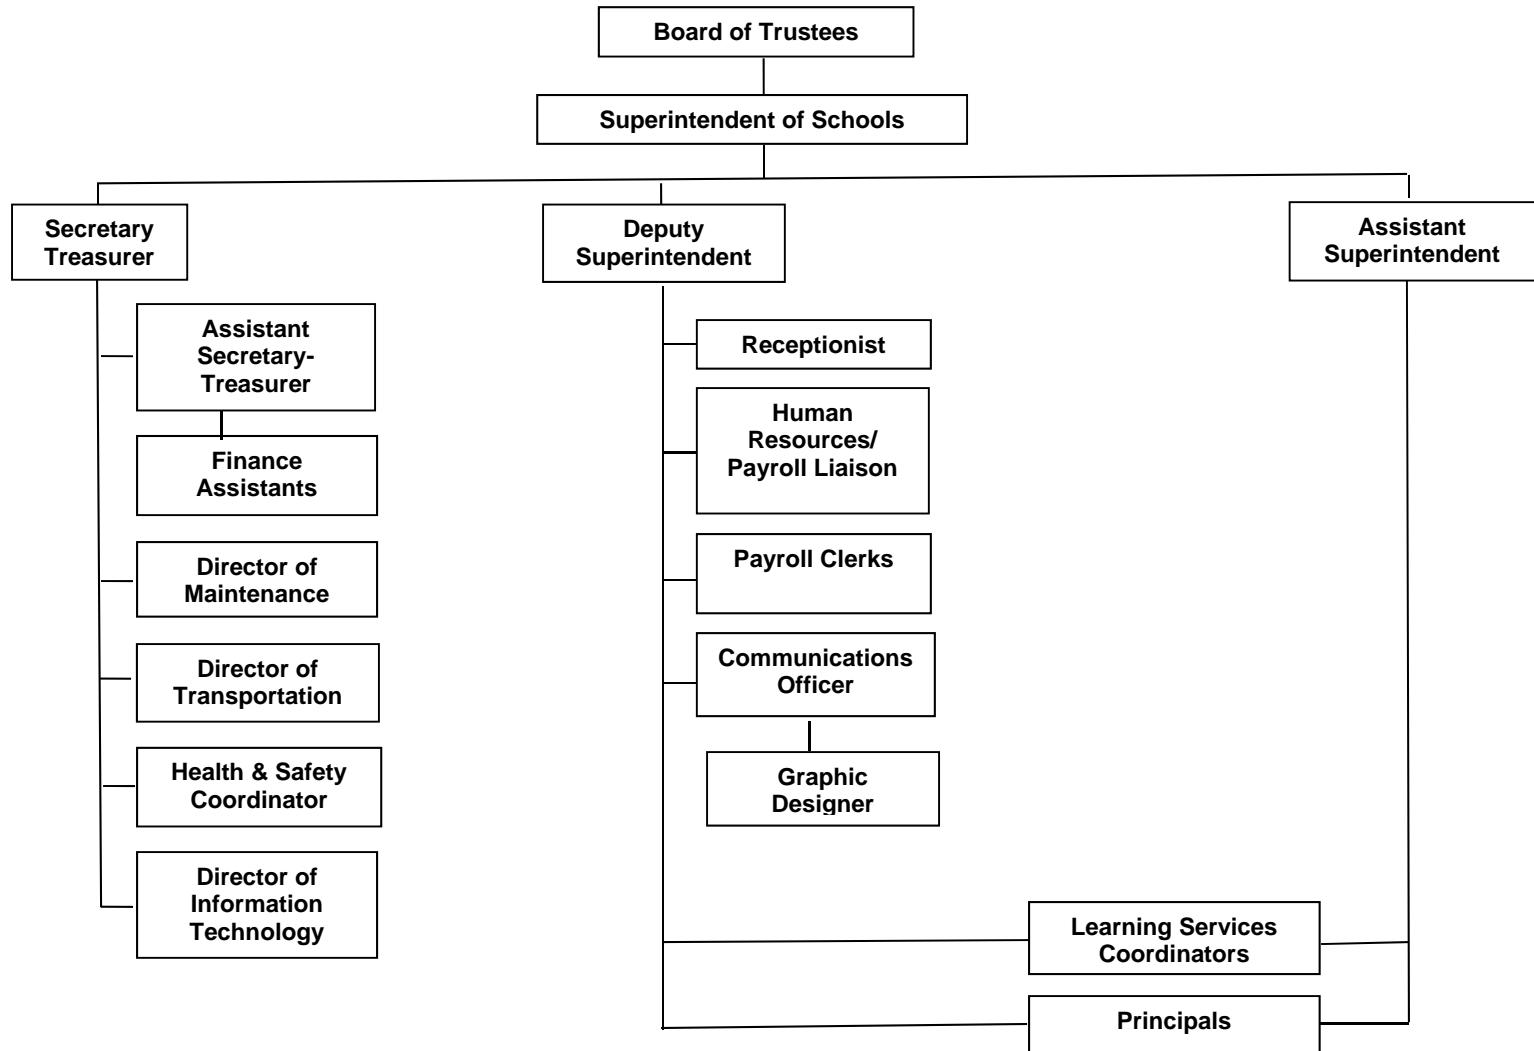 Board of Trustees
Superintendent of Schools
Secretary
Treasurer
Deputy
Superintendent
Assistant
Superintendent
Assistant
Secretary-
Treasurer
Finance
Assistants
Director of
Maintenance
Director of
Transportation
Health & Safety
Coordinator
Director of
Information
Technology
Receptionist
Human
Resources/
Payroll Liaison
Payroll Clerks
Communications
Officer
Graphic
Designer
Learning Services
Coordinators
Principals